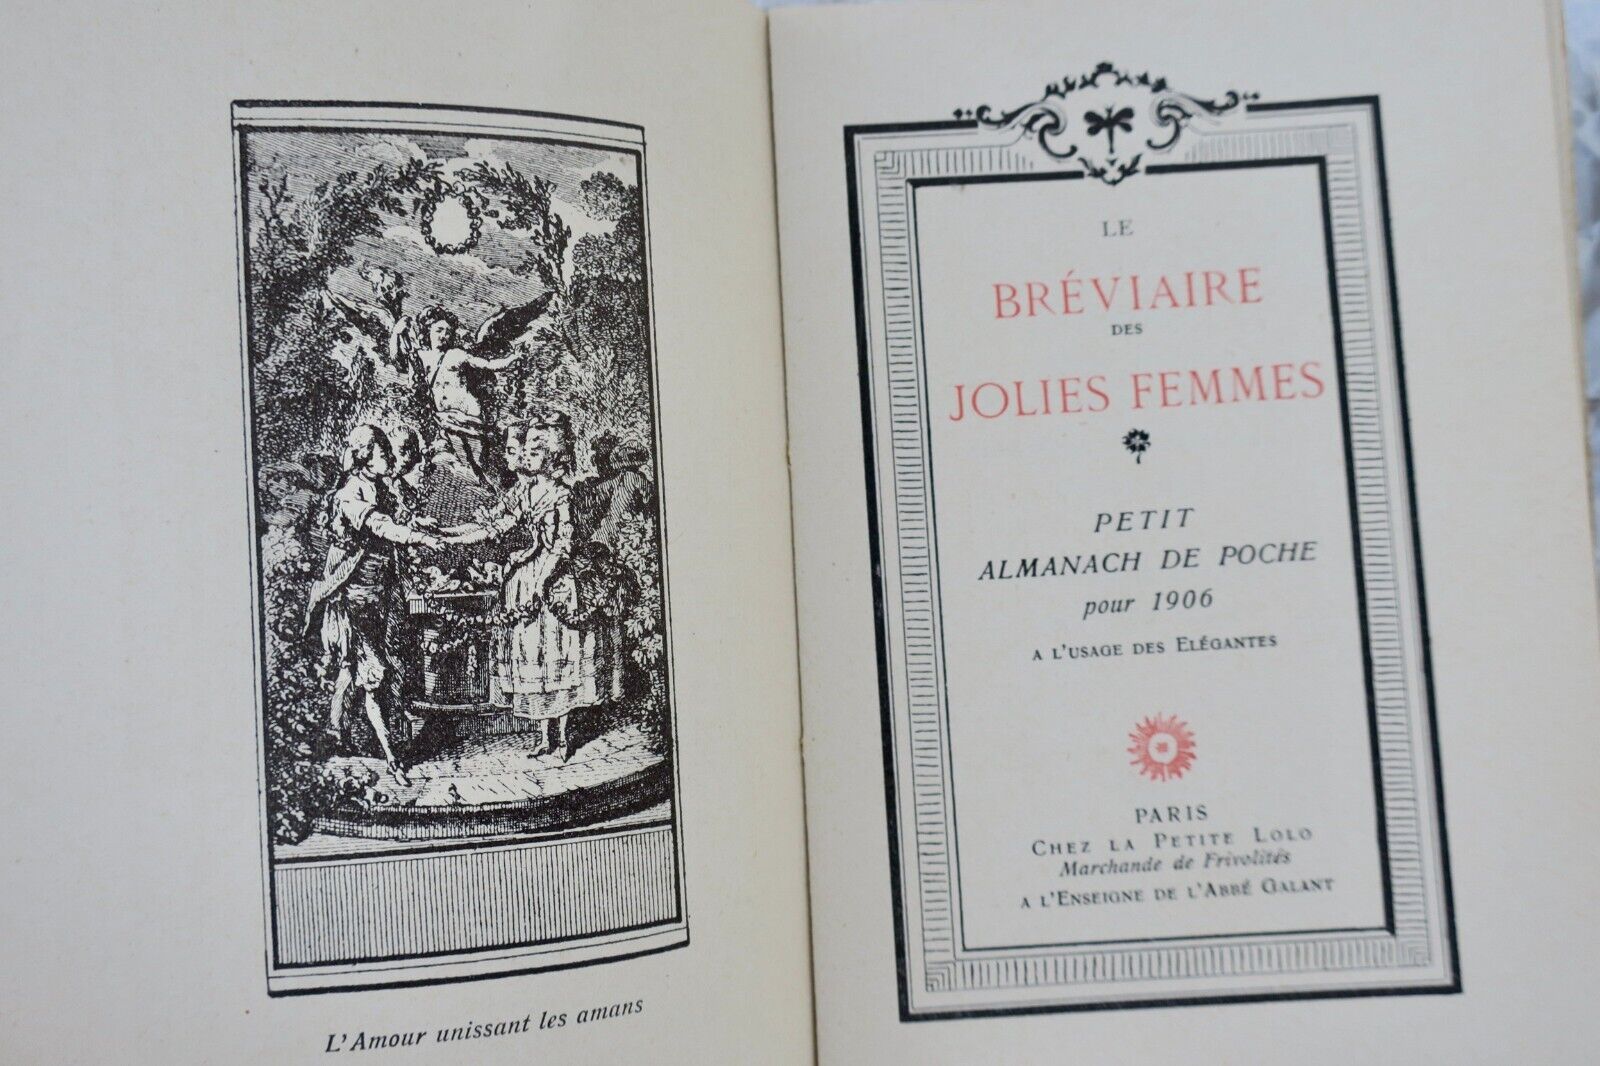 L'Amour unissant les amans
LE
BRÉVIAIRE
DES
JOLIES FEMMES
PETIT
ALMANACH DE POCHE
pour 1906
A L'USAGE DES ELÉGANTES
PARIS
CHEZ LA PETITE LOLO
Marchande de Frivolités
A L'ENSEIGNE DE L'ABBÉ GALANT